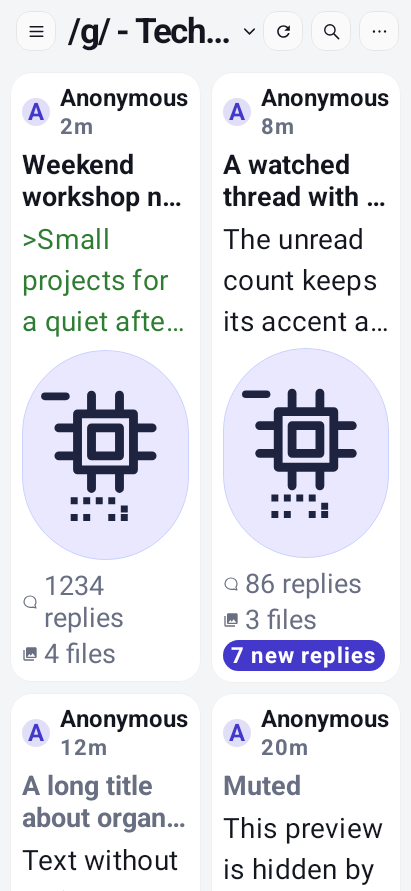 /g/ - Tech…
A
Anonymous
2m
Weekend
workshop n…
>Small
projects for
a quiet afte…
1234
replies
4 files
A
Anonymous
8m
A watched
thread with …
The unread
count keeps
its accent a…
86 replies
3 files
7 new replies
A
Anonymous
12m
A long title
about organ…
Text without
A
Anonymous
20m
Muted
This preview
is hidden by